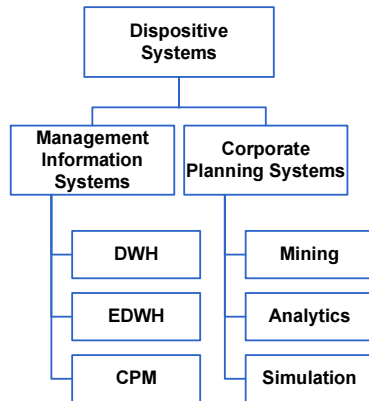 Dispositive
Systems
Management
Information
Systems
Corporate
Planning Systems
DWH
Mining
EDWH
Analytics
CPM
Simulation